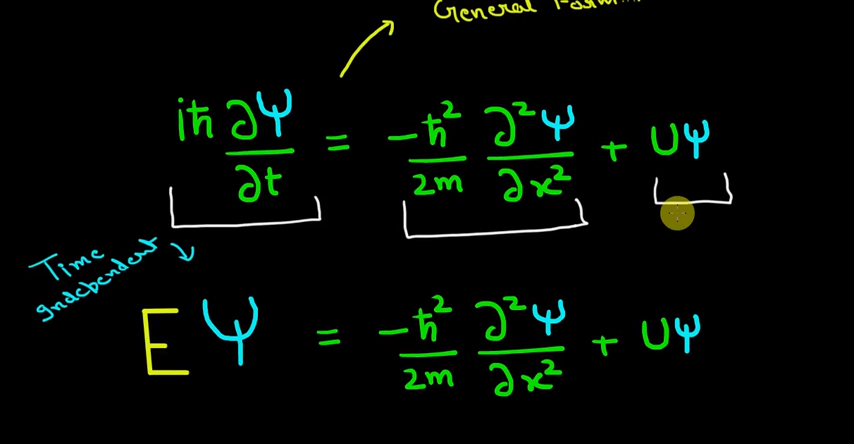 General
iħ ∂Ψ/∂t = -ħ²/2m ∂²Ψ/∂x² + UΨ
Time
independent
EΨ = -ħ²/2m ∂²Ψ/∂x² + UΨ